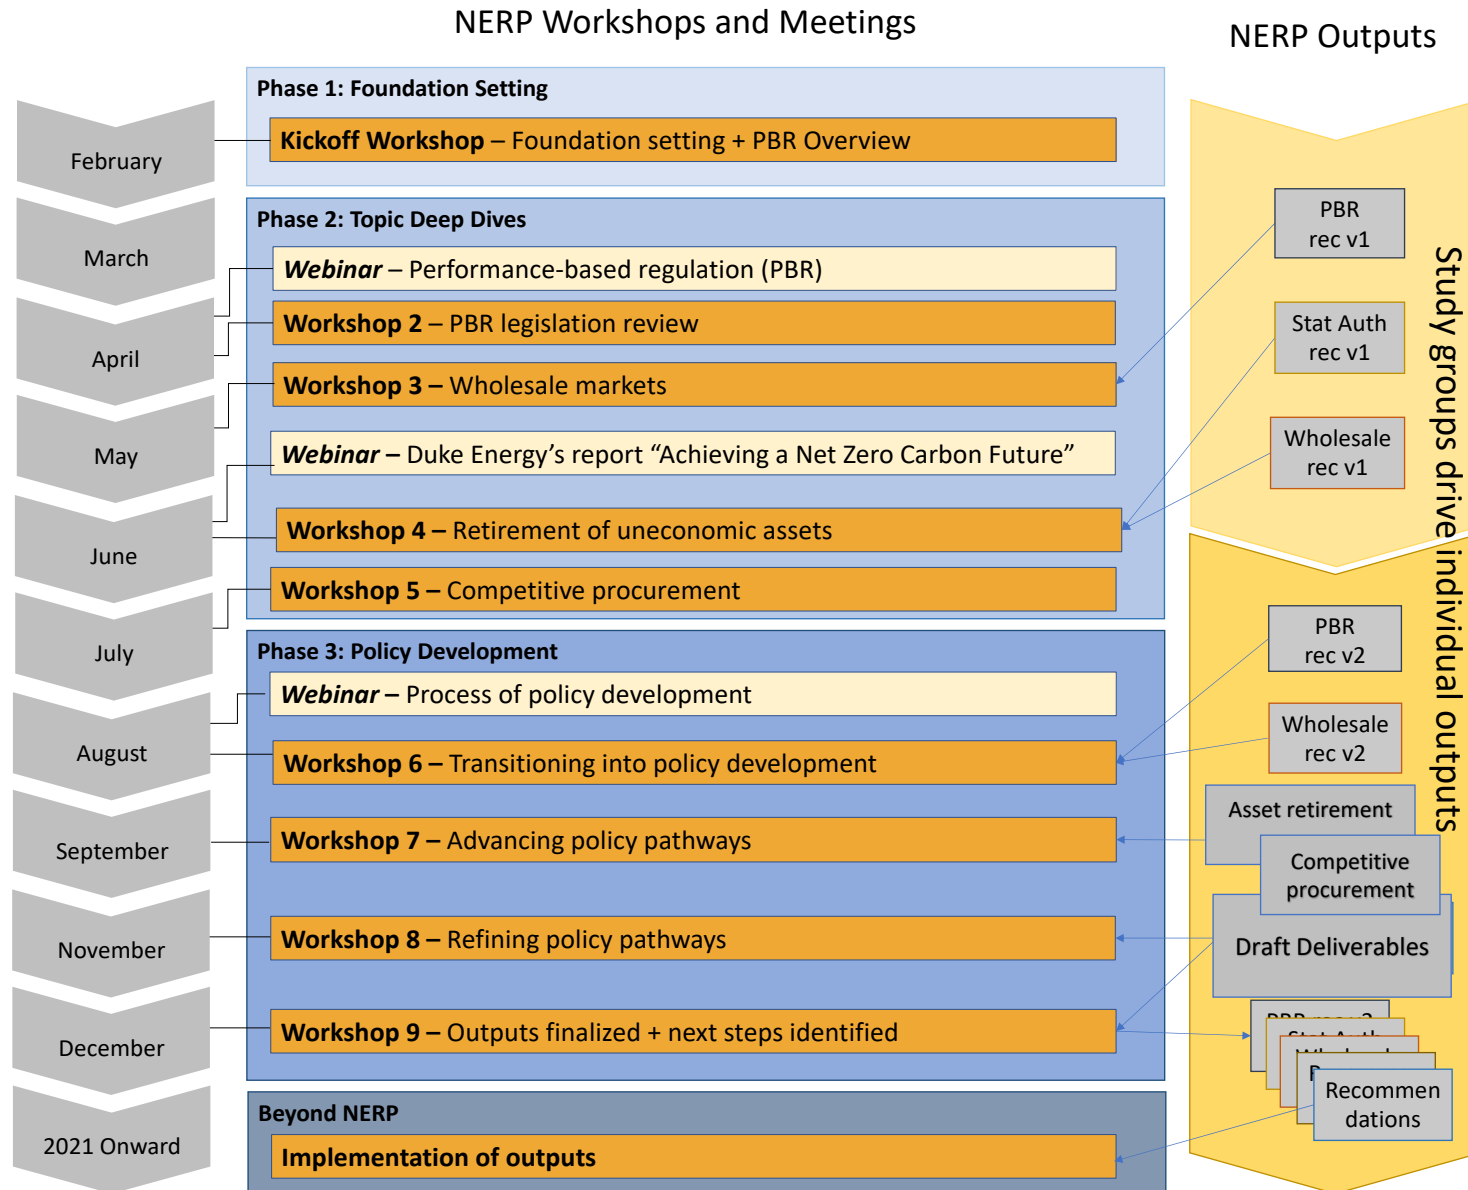 NERP Workshops and Meetings
NERP Outputs
February
March
April
May
June
July
August
September
November
December
2021 Onward
Phase 1: Foundation Setting
Kickoff Workshop – Foundation setting + PBR Overview
Phase 2: Topic Deep Dives
Webinar – Performance-based regulation (PBR)
Workshop 2 – PBR legislation review
Workshop 3 – Wholesale markets
Webinar – Duke Energy’s report “Achieving a Net Zero Carbon Future”
Workshop 4 – Retirement of uneconomic assets
Workshop 5 – Competitive procurement
Phase 3: Policy Development
Webinar – Process of policy development
Workshop 6 – Transitioning into policy development
Workshop 7 – Advancing policy pathways
Workshop 8 – Refining policy pathways
Workshop 9 – Outputs finalized + next steps identified
Beyond NERP
Implementation of outputs
PBR
rec v1
Stat Auth
rec v1
Wholesale
rec v1
PBR
rec v2
Wholesale
rec v2
Asset retirement
Competitive
procurement
Draft Deliverables
Stat Auth
Recommen
dations
Study groups drive individual outputs